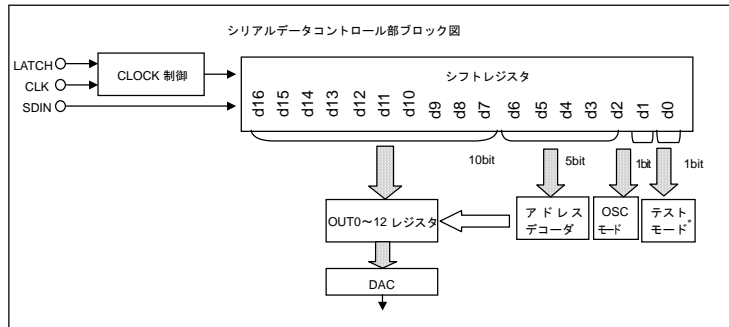 シリアルデータコントロール部ブロック図
LATCH
CLK
SDIN
CLOCK 制御
シフトレジスタ
d16 d15 d14 d13 d12 d11 d10 d9 d8 d7 d6 d5 d4 d3 d2 d1 d0
10bit 5bit 1bit 1bit
OUT0～12 レジスタ
アドレス
デコーダ
OSC
モード
テスト
モード
DAC